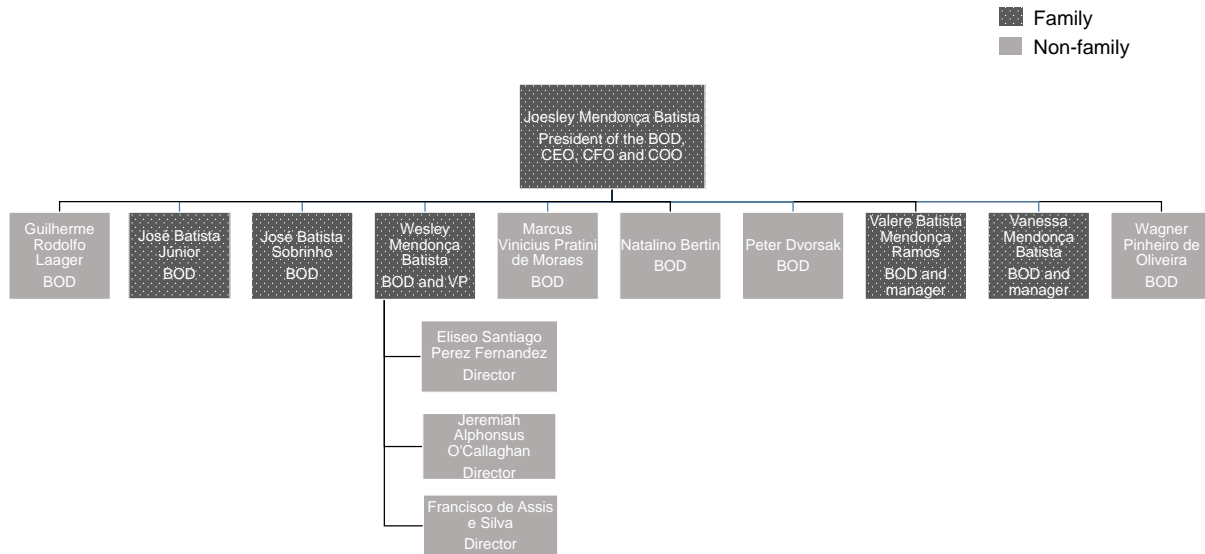 Family
Non-family
Joesley Mendonça Batista
President of the BOD,
CEO, CFO and COO
Guilherme
Rodolfo
Laager
BOD
José Batista
Júnior
BOD
José Batista
Sobrinho
BOD
Wesley
Mendonça
Batista
BOD and VP
Marcus
Vinicius Pratini
de Moraes
BOD
Natalino Bertin
BOD
Peter Dvorsak
BOD
Valere Batista
Mendonça
Ramos
BOD and
manager
Vanessa
Mendonça
Batista
BOD and
manager
Wagner
Pinheiro de
Oliveira
BOD
Eliseo Santiago
Perez Fernandez
Director
Jeremiah
Alphonsus
O'Callaghan
Director
Francisco de Assis
e Silva
Director